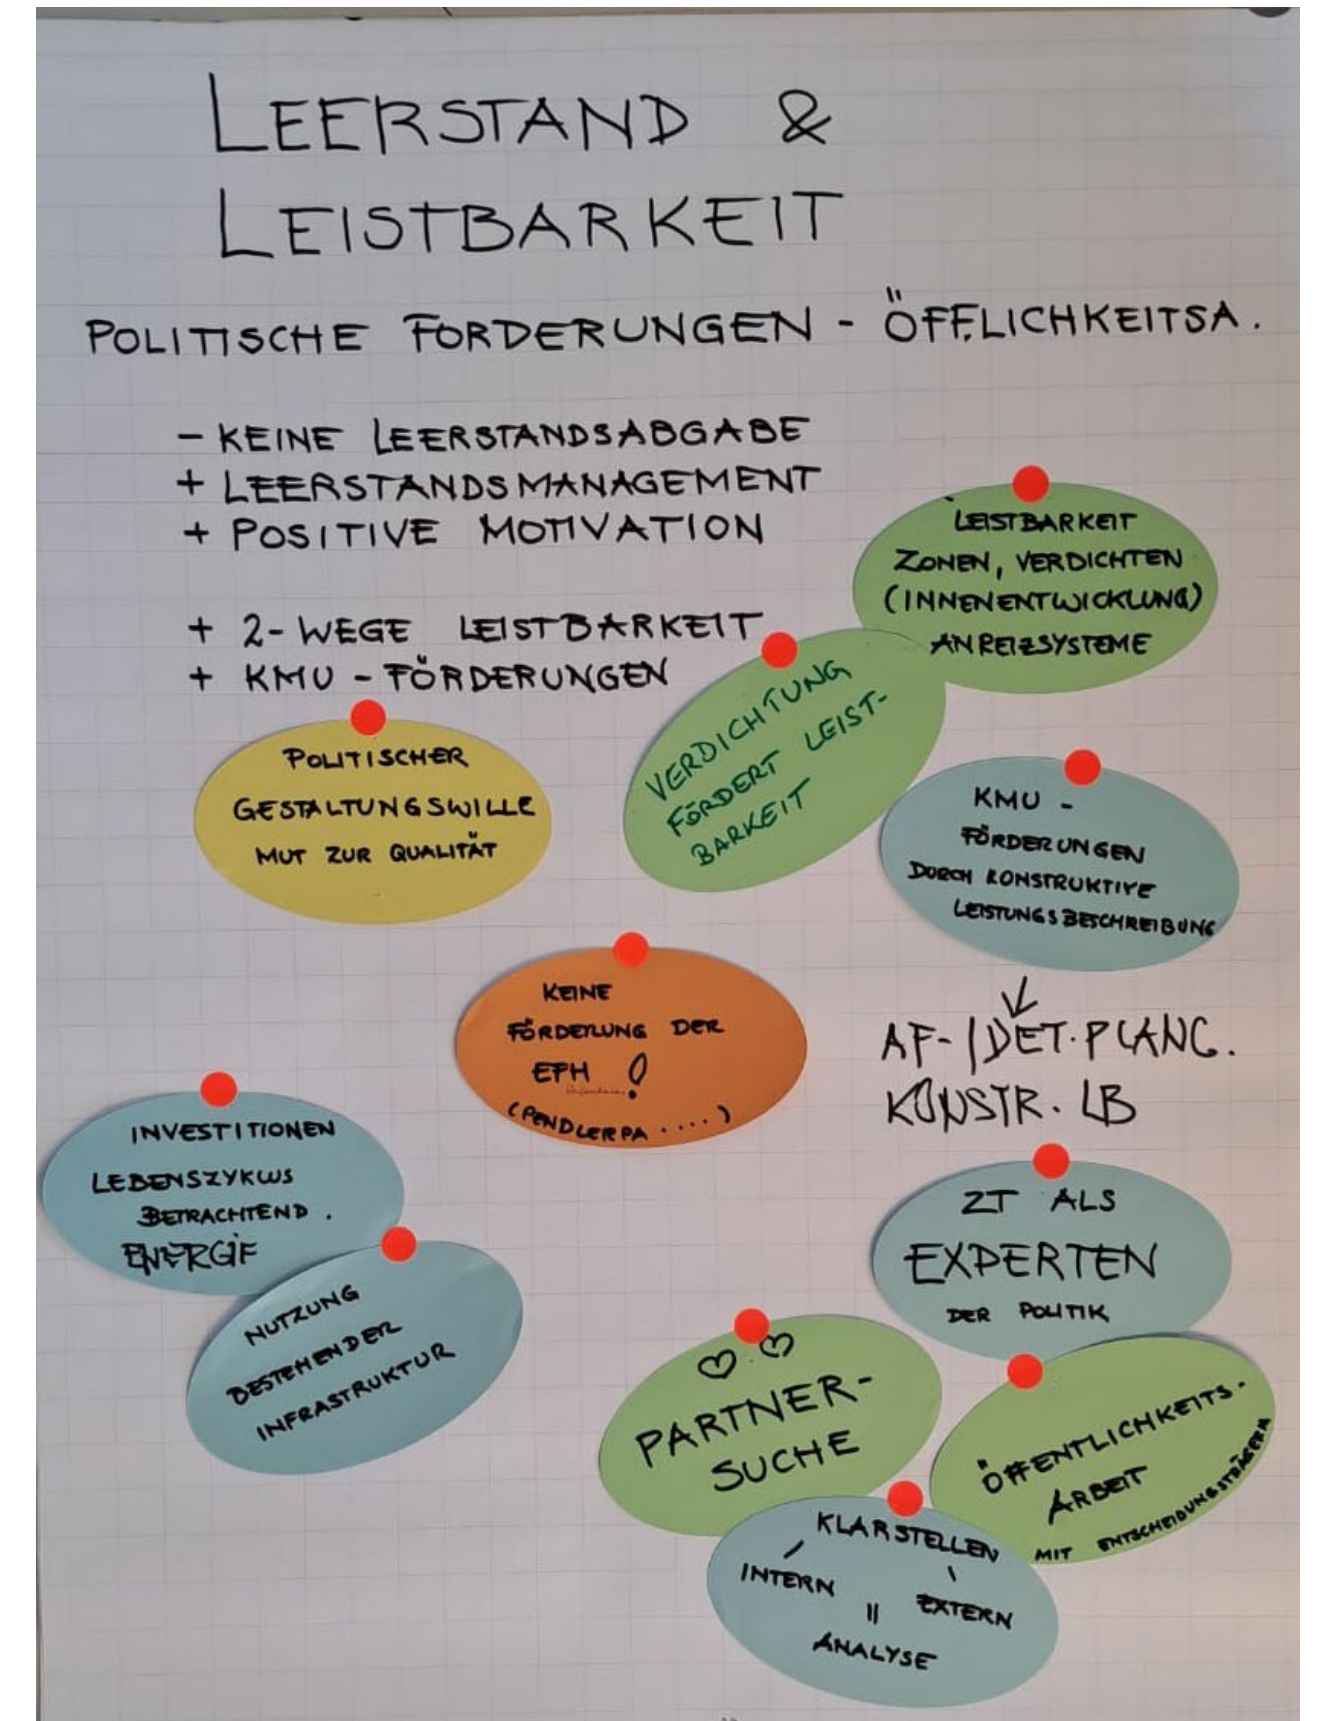 LEERSTAND &
LEISTBARKEIT
POLITISCHE FORDERUNGEN - ÖFF.LICHKEITSA.
- KEINE LEERSTANDSABGABE
+ LEERSTANDSMANAGEMENT
+ POSITIVE MOTIVATION
+ 2-WEGE LEISTBARKEIT
+ KMU - FÖRDERUNGEN
LEISTBARKEIT
ZONEN, VERDICHTEN
(INNENENTWICKLUNG)
ANREIZSYSTEME
VERDICHTUNG
FÖRDERT LEIST-
BARKEIT
POLITISCHER
GESTALTUNGSWILLE
MUT ZUR QUALITÄT
KMU -
FÖRDERUNGEN
DURCH KONSTRUKTIVE
LEISTUNGSBESCHREIBUNG
↓
AF-/DET.PLANG.
KONSTR. LB
KEINE
FÖRDERUNG DER
EFH !
(PENDLERPA ....)
INVESTITIONEN
LEBENSZYKLUS
BETRACHTEND.
ENERGIE
NUTZUNG
BESTEHENDER
INFRASTRUKTUR
ZT ALS
EXPERTEN
DER POLITIK
♡ ♡
PARTNER-
SUCHE
ÖFFENTLICHKEITS-
ARBEIT
MIT ENTSCHEIDUNGSTRÄGERN
KLARSTELLEN
INTERN EXTERN
=
ANALYSE